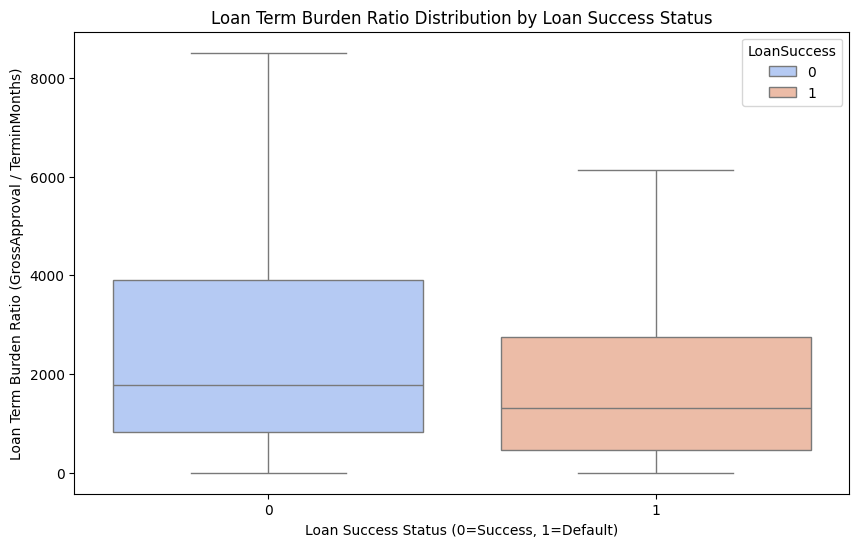 Loan Term Burden Ratio Distribution by Loan Success Status
LoanSuccess
0
1
Loan Term Burden Ratio (GrossApproval / TerminMonths)
8000
6000
4000
2000
0
0
1
Loan Success Status (0=Success, 1=Default)